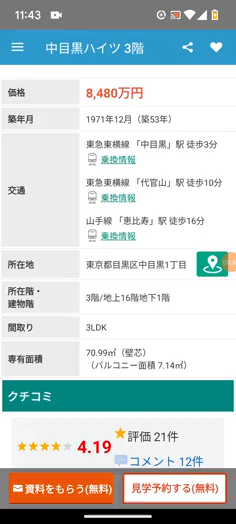 11:43
中目黒ハイツ 3階
価格
8,480万円
築年月
1971年12月（築53年）
交通
東急東横線 「中目黒」駅 徒歩3分
乗換情報
東急東横線 「代官山」駅 徒歩10分
乗換情報
山手線 「恵比寿」駅 徒歩16分
乗換情報
所在地
東京都目黒区中目黒1丁目
所在階・
建物階
3階/地上16階地下1階
間取り
3LDK
専有面積
70.99㎡（壁芯）
（バルコニー面積 7.14㎡）
クチコミ
4.19
評価 21件
コメント 12件
資料をもらう(無料)
見学予約する(無料)